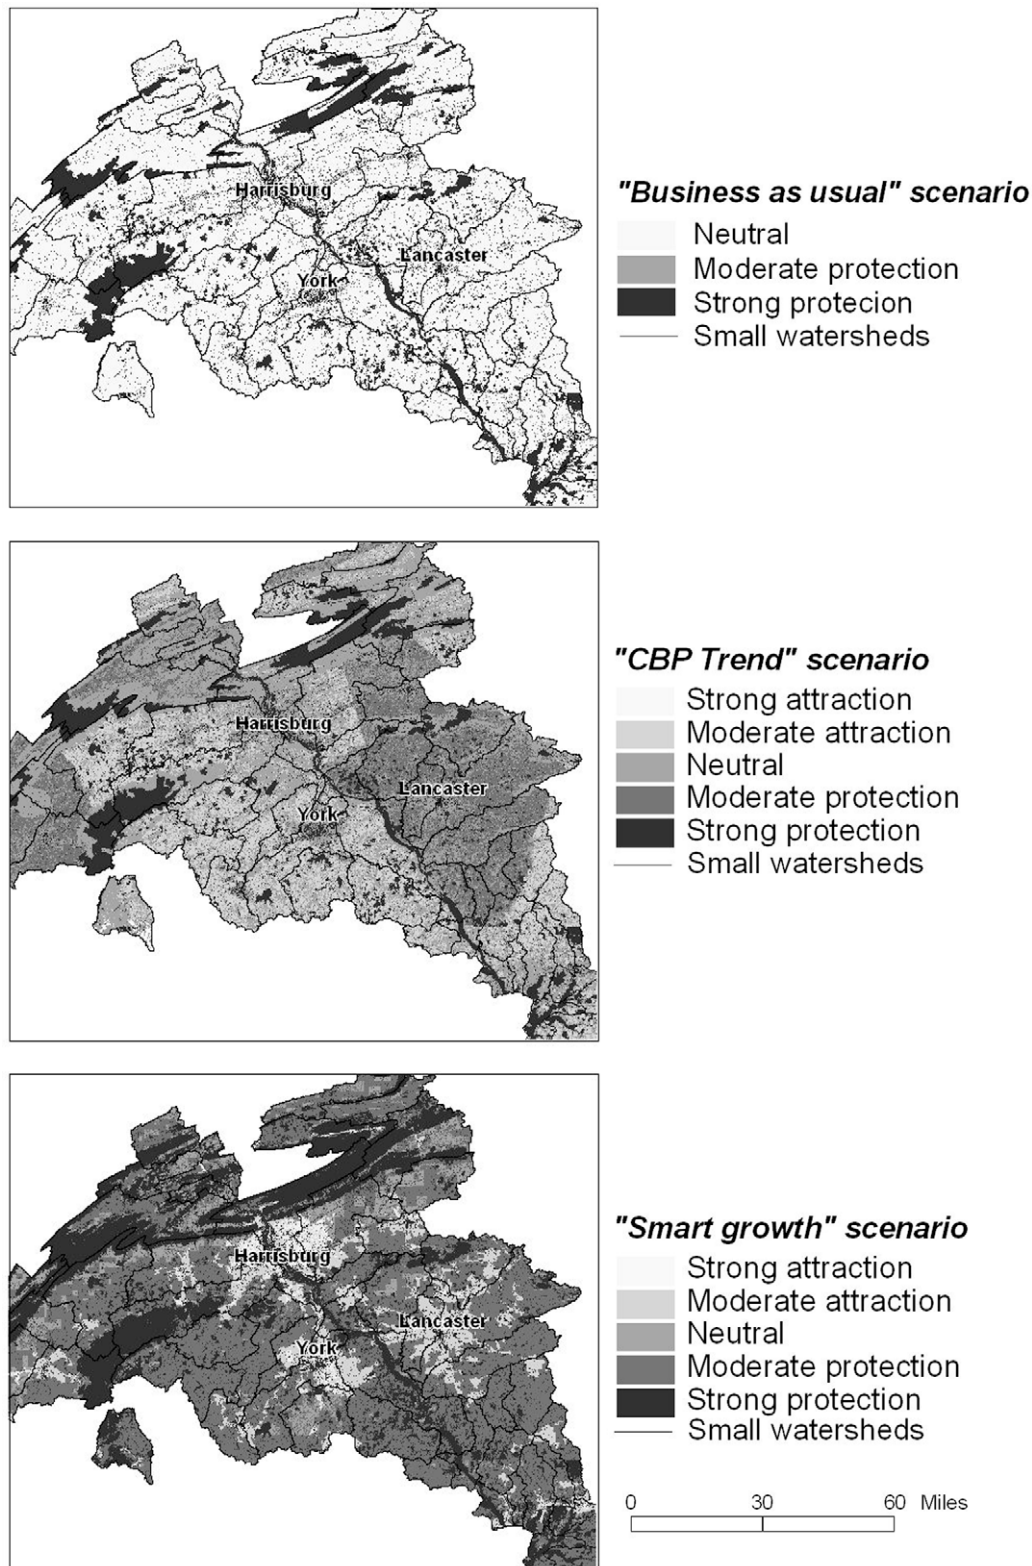 Harrisburg
Lancaster
York
"Business as usual" scenario
Neutral
Moderate protection
Strong protecion
Small watersheds
Harrisburg
Lancaster
York
"CBP Trend" scenario
Strong attraction
Moderate attraction
Neutral
Moderate protection
Strong protection
Small watersheds
Harrisburg
Lancaster
York
"Smart growth" scenario
Strong attraction
Moderate attraction
Neutral
Moderate protection
Strong protection
Small watersheds
0 30 60 Miles